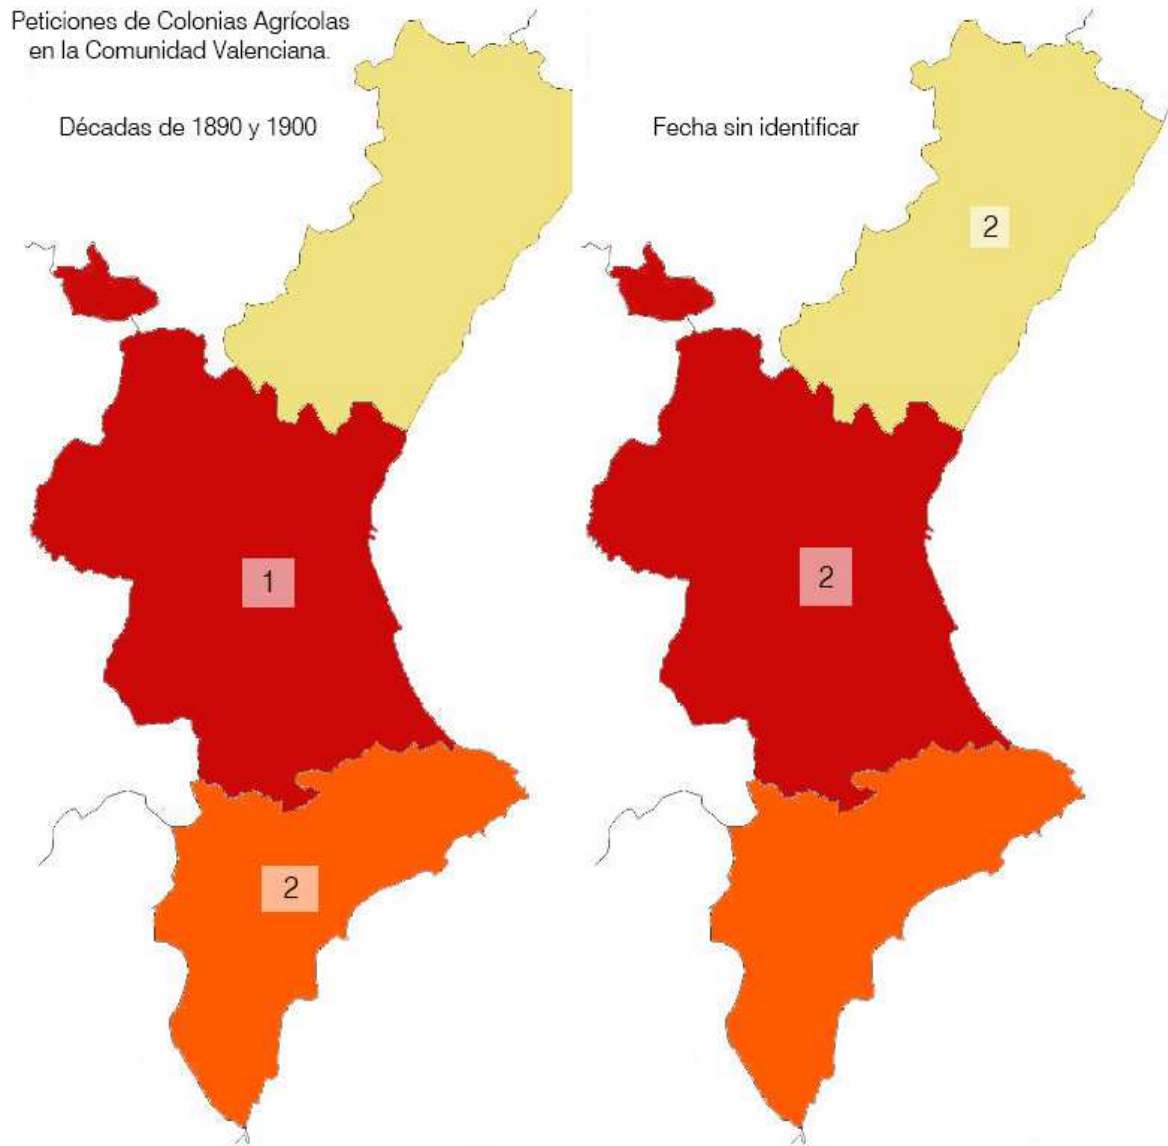 Peticiones de Colonias Agrícolas
en la Comunidad Valenciana.
Décadas de 1890 y 1900
Fecha sin identificar
2
1
2
2